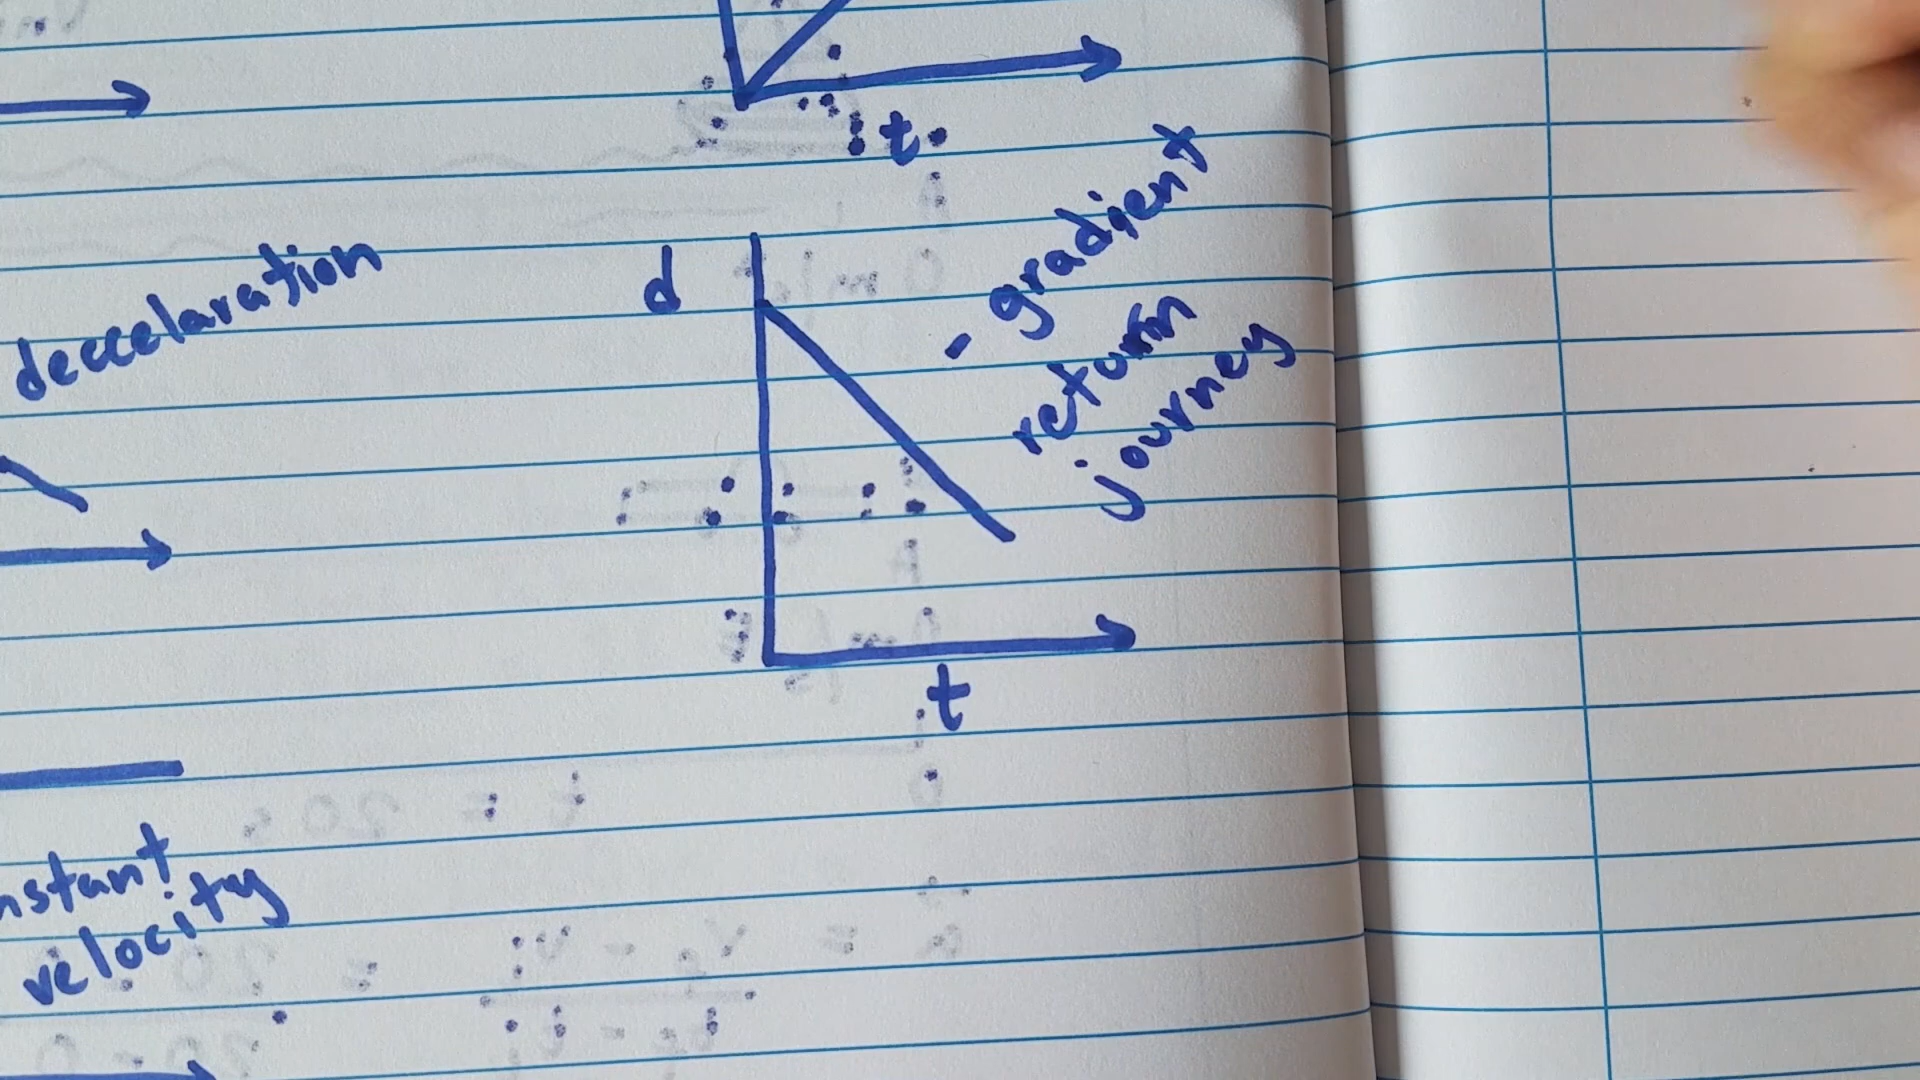 t
deccelaration
d
- gradient
return
journey
t
nstant
velocity